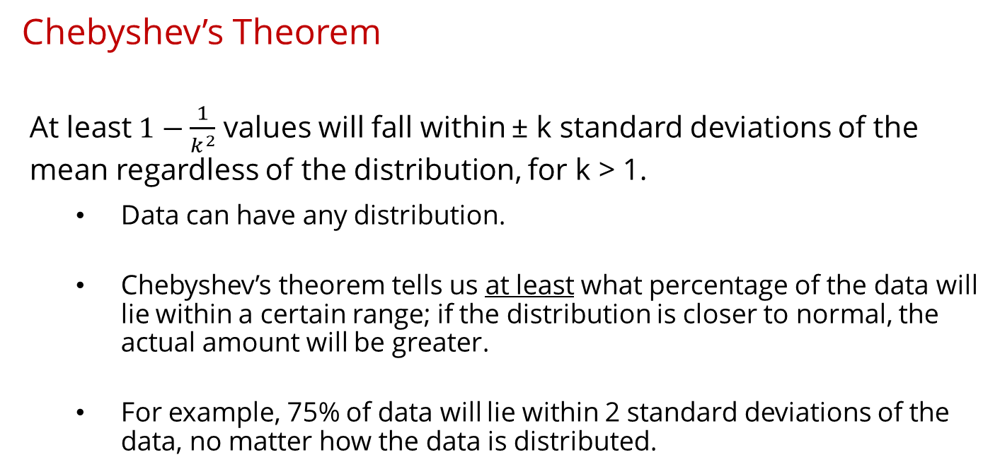 Chebyshev’s Theorem
At least 1 − 1/k² values will fall within ± k standard deviations of the
mean regardless of the distribution, for k > 1.
• Data can have any distribution.
• Chebyshev’s theorem tells us at least what percentage of the data will
lie within a certain range; if the distribution is closer to normal, the
actual amount will be greater.
• For example, 75% of data will lie within 2 standard deviations of the
data, no matter how the data is distributed.